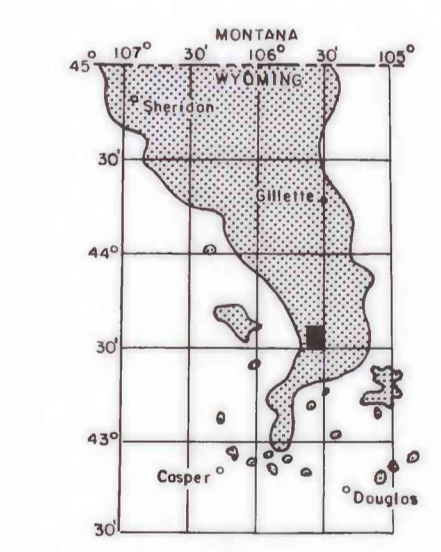 MONTANA
45° 107° 30' 106° 30' 105°
WYOMING
Sheridan
30'
Gillette
44°
30'
43°
Casper
Douglas
30'